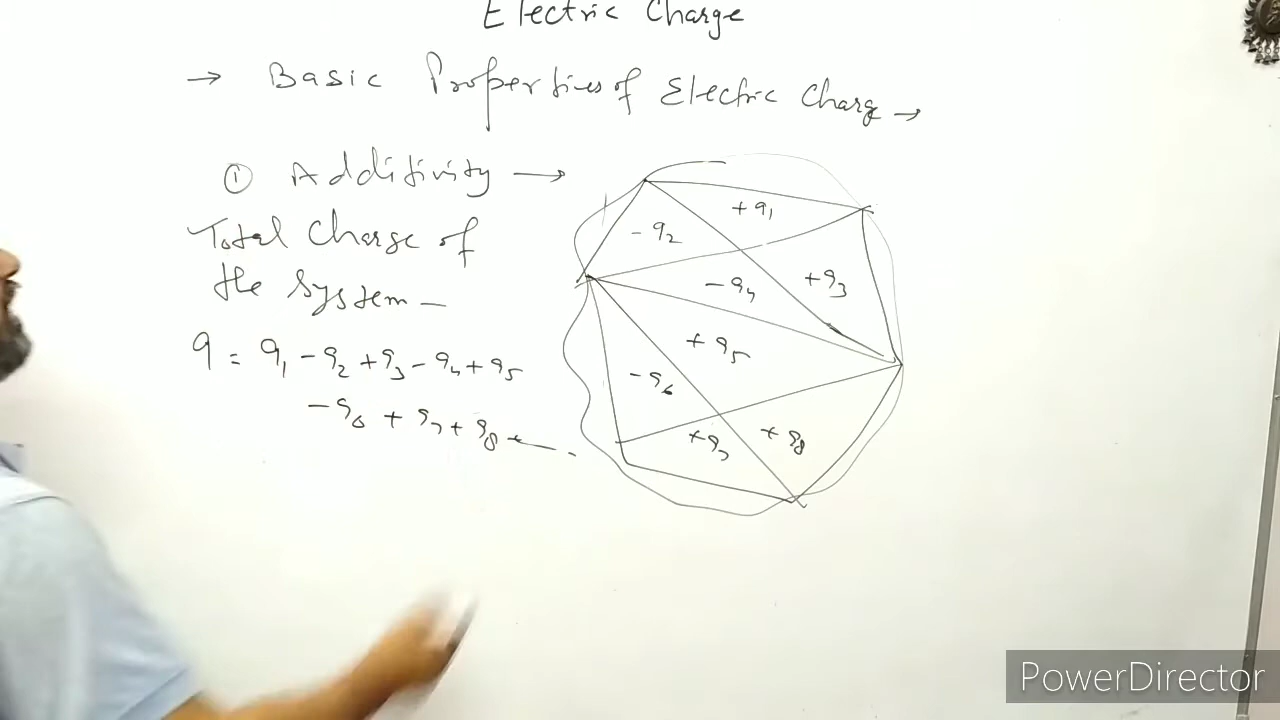 Electric Charge
→ Basic Properties of Electric Charg →
① Additivity →
Total Charge of
the System –
q = q₁ - q₂ + q₃ - q₄ + q₅
- q₆ + q₇ + q₈
+ q₁
- q₂
- q₄
+ q₃
+ q₅
- q₆
+ q₇
+ q₈
PowerDirector